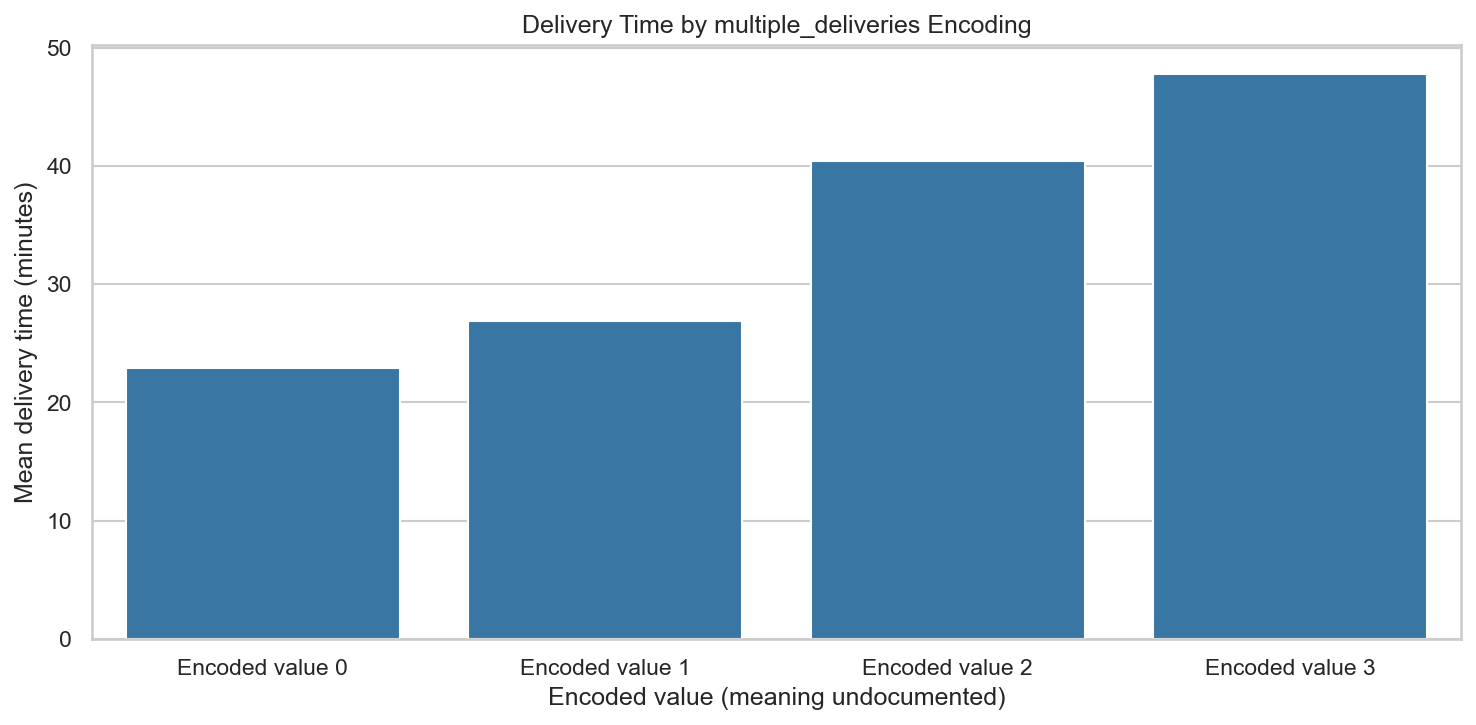 Delivery Time by multiple_deliveries Encoding
Mean delivery time (minutes)
50
40
30
20
10
0
Encoded value 0
Encoded value 1
Encoded value 2
Encoded value 3
Encoded value (meaning undocumented)